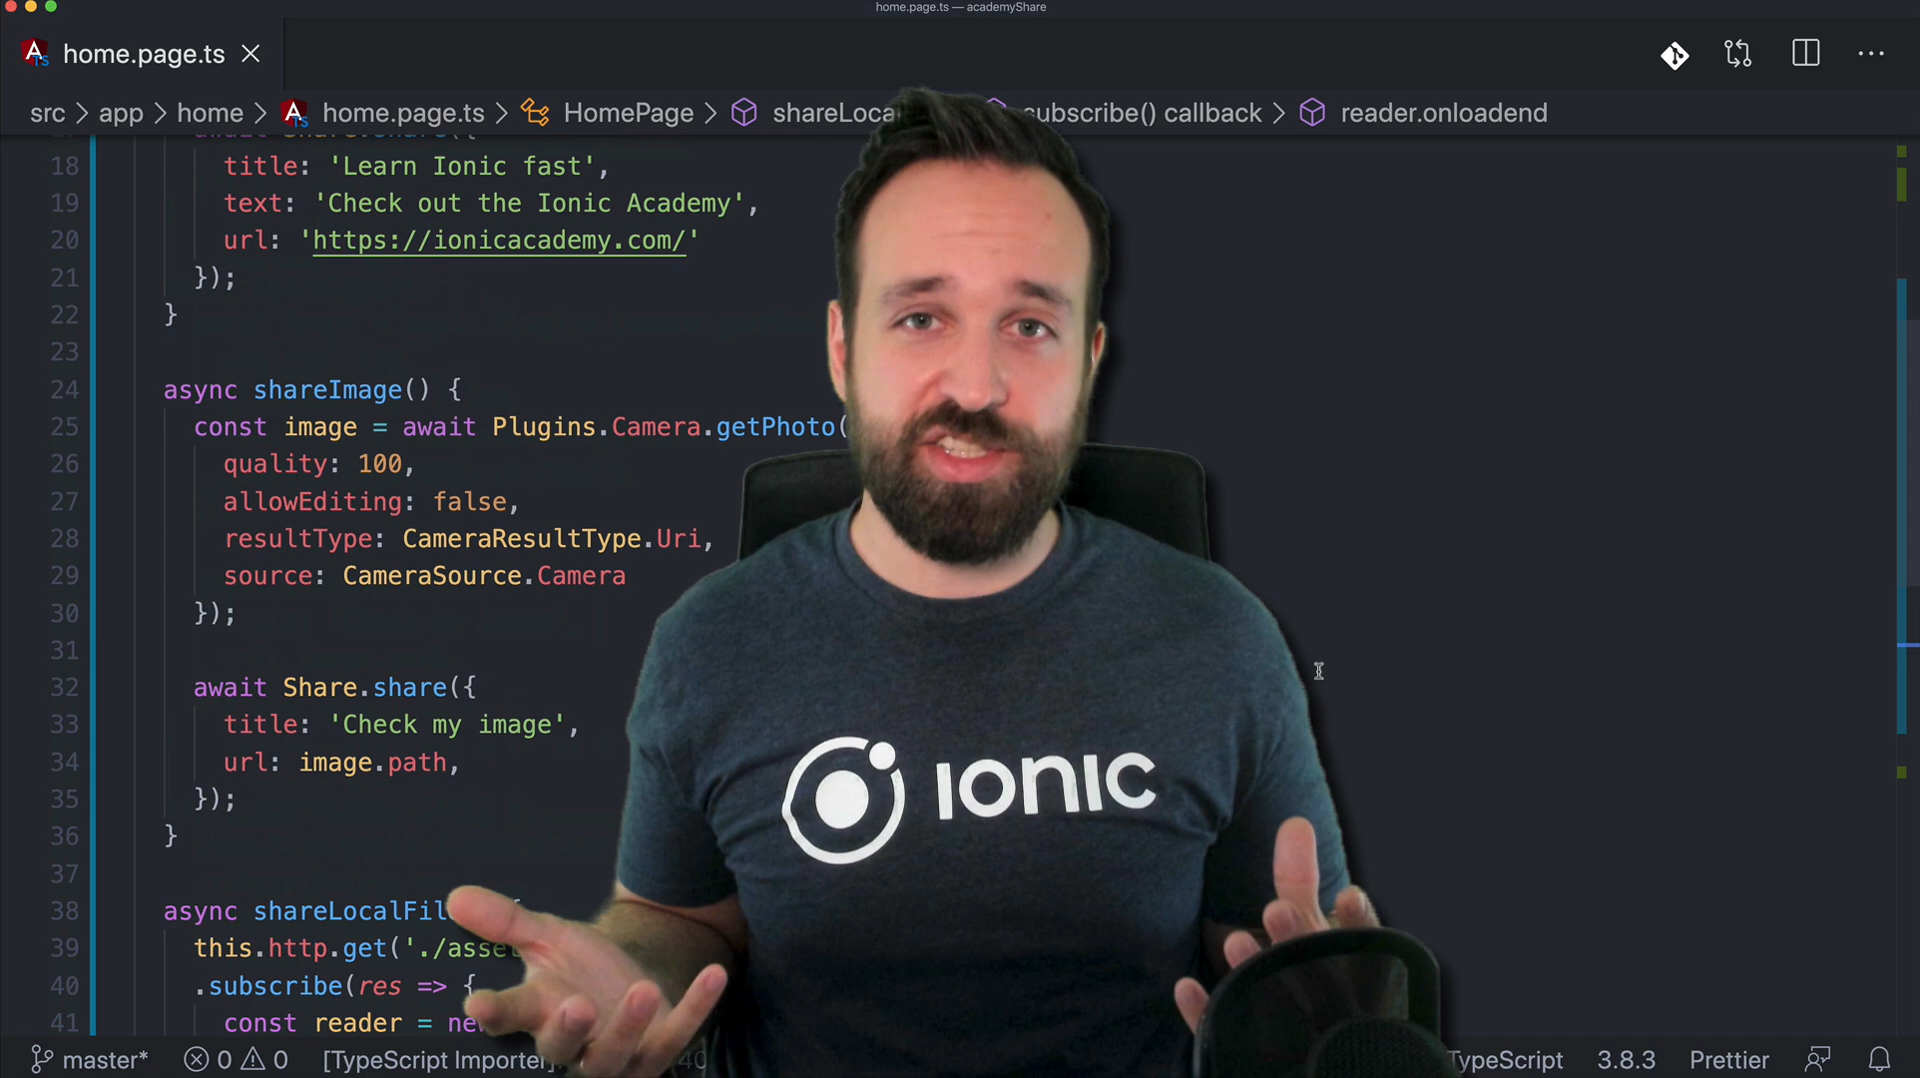 home.page.ts — academyShare
home.page.ts
src > app > home > home.page.ts > HomePage > shareLoca subscribe() callback > reader.onloadend
18 title: 'Learn Ionic fast',
19 text: 'Check out the Ionic Academy',
20 url: 'https://ionicacademy.com/'
21 });
22 }
23
24 async shareImage() {
25 const image = await Plugins.Camera.getPhoto(
26 quality: 100,
27 allowEditing: false,
28 resultType: CameraResultType.Uri,
29 source: CameraSource.Camera
30 });
31
32 await Share.share({
33 title: 'Check my image',
34 url: image.path,
35 });
36 }
37
38 async shareLocalFil {
39 this.http.get('./asset
40 .subscribe(res => {
41 const reader = new
IONIC
master* 0 0 [TypeScript Importer]: 40 TypeScript 3.8.3 Prettier